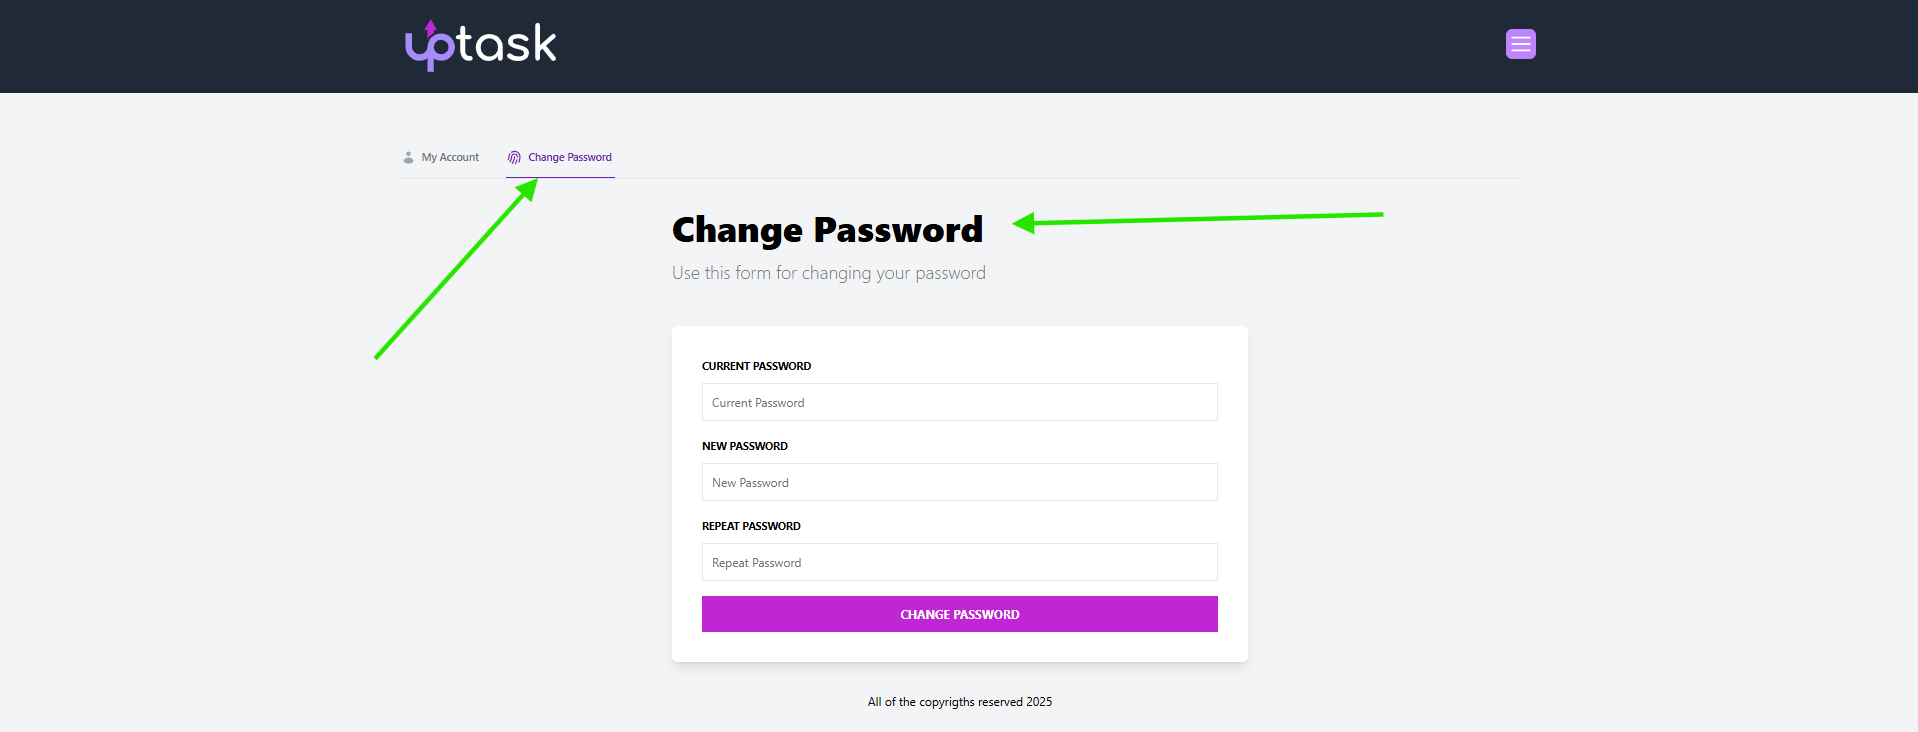 uptask
My Account
Change Password
Change Password
Use this form for changing your password
CURRENT PASSWORD
Current Password
NEW PASSWORD
New Password
REPEAT PASSWORD
Repeat Password
CHANGE PASSWORD
All of the copyrigths reserved 2025